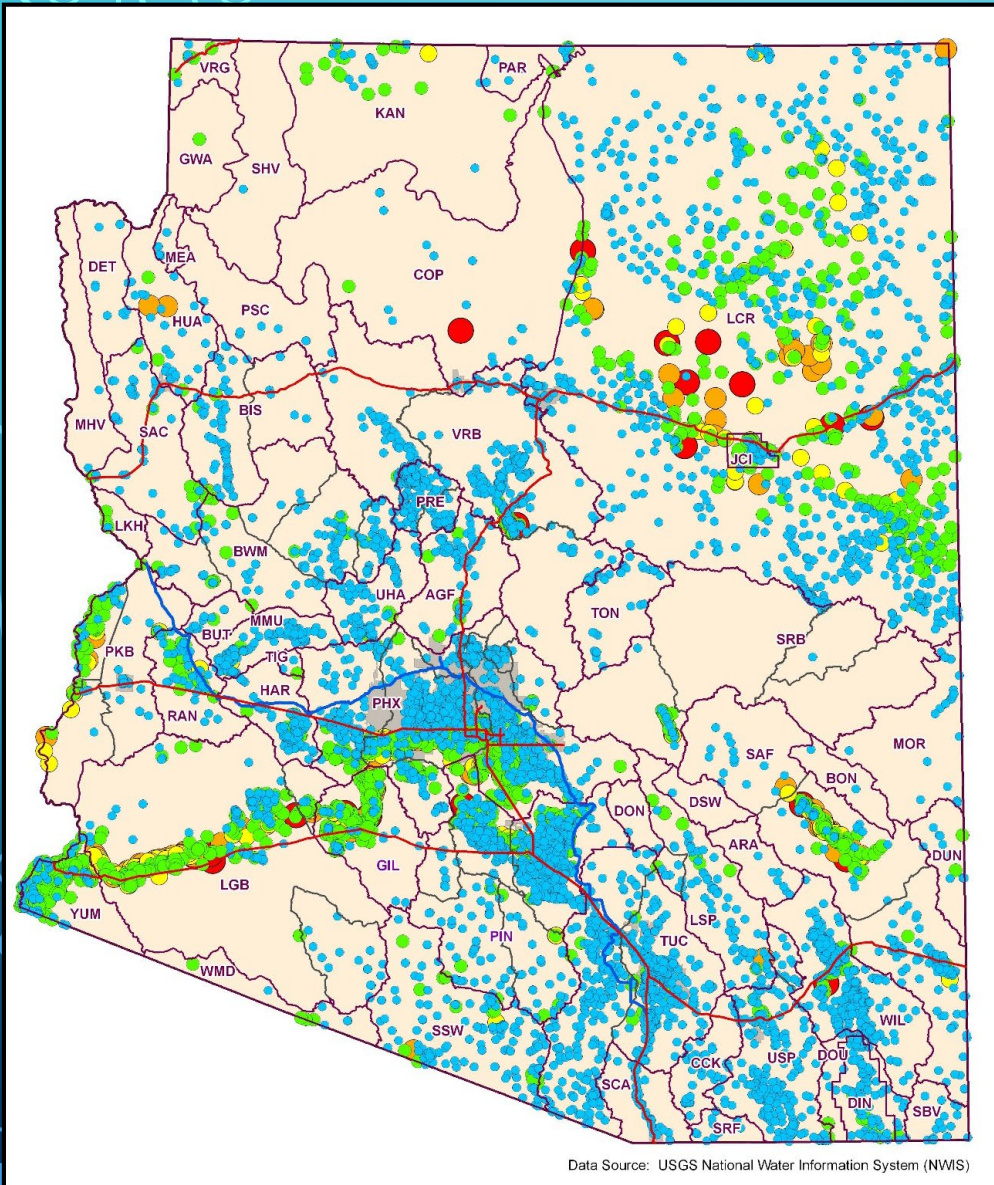 VRG
PAR
KAN
GWA
SHV
MEA
DET
COP
HUA
PSC
LCR
MHV
SAC
BIS
VRB
JCI
PRE
LKH
BWM
UHA
AGF
TON
MMU
BUT
SRB
PKB
TIG
HAR
PHX
RAN
MOR
SAF
BON
DON
DSW
ARA
DUN
GIL
LGB
YUM
LSP
PIN
TUC
WMD
SSW
WIL
CCK
USP
DOU
SCA
DIN
SBV
SRF
Data Source: USGS National Water Information System (NWIS)